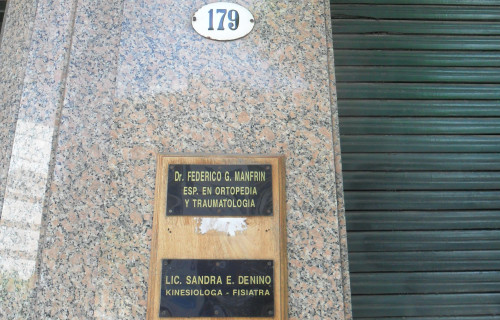 179
Dr. FEDERICO G. MANFRIN
ESP. EN ORTOPEDIA
Y TRAUMATOLOGIA
LIC. SANDRA E. DENINO
KINESIOLOGA - FISIATRA